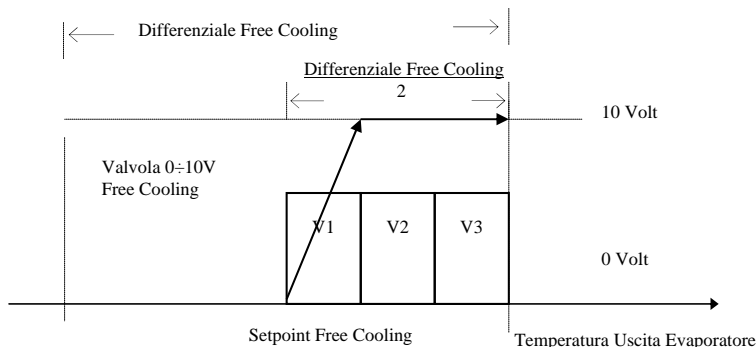 Differenziale Free Cooling
Differenziale Free Cooling
2
10 Volt
Valvola 0÷10V
Free Cooling
V1 V2 V3
0 Volt
Setpoint Free Cooling
Temperatura Uscita Evaporatore